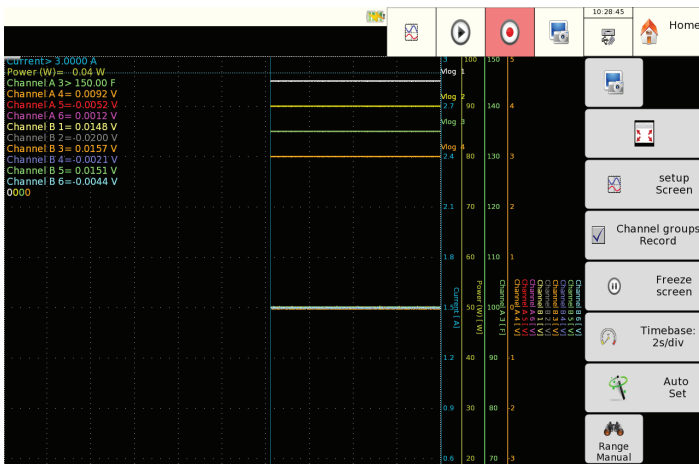 10:28:45
Home
Current> 3.0000 A
Power (W)= 0.04 W
Channel A 3> 150.00 F
Channel A 4= 0.0092 V
Channel A 5=-0.0052 V
Channel A 6= 0.0012 V
Channel B 1= 0.0148 V
Channel B 2=-0.0200 V
Channel B 3= 0.0157 V
Channel B 4=-0.0021 V
Channel B 5= 0.0151 V
Channel B 6=-0.0044 V
0000
Vlog 1
Vlog 2
Vlog 3
Vlog 4
3 100 150 5
2.7 90 140 4
2.4 80 130 3
2.1 70 120 2
1.8 60 110 1
1.5 50 100 0
1.2 40 90 -1
0.9 30 80 -2
0.6 20 70 -3
Current [ A]
Power (W) [ W]
Channel A 3 [ F]
Channel A 4 [ V]
Channel A 5 [ V]
Channel A 6 [ V]
Channel B 1 [ V]
Channel B 2 [ V]
Channel B 3 [ V]
Channel B 4 [ V]
Channel B 5 [ V]
Channel B 6 [ V]
setup
Screen
Channel groups
Record
Freeze
screen
Timebase:
2s/div
Auto
Set
Range
Manual